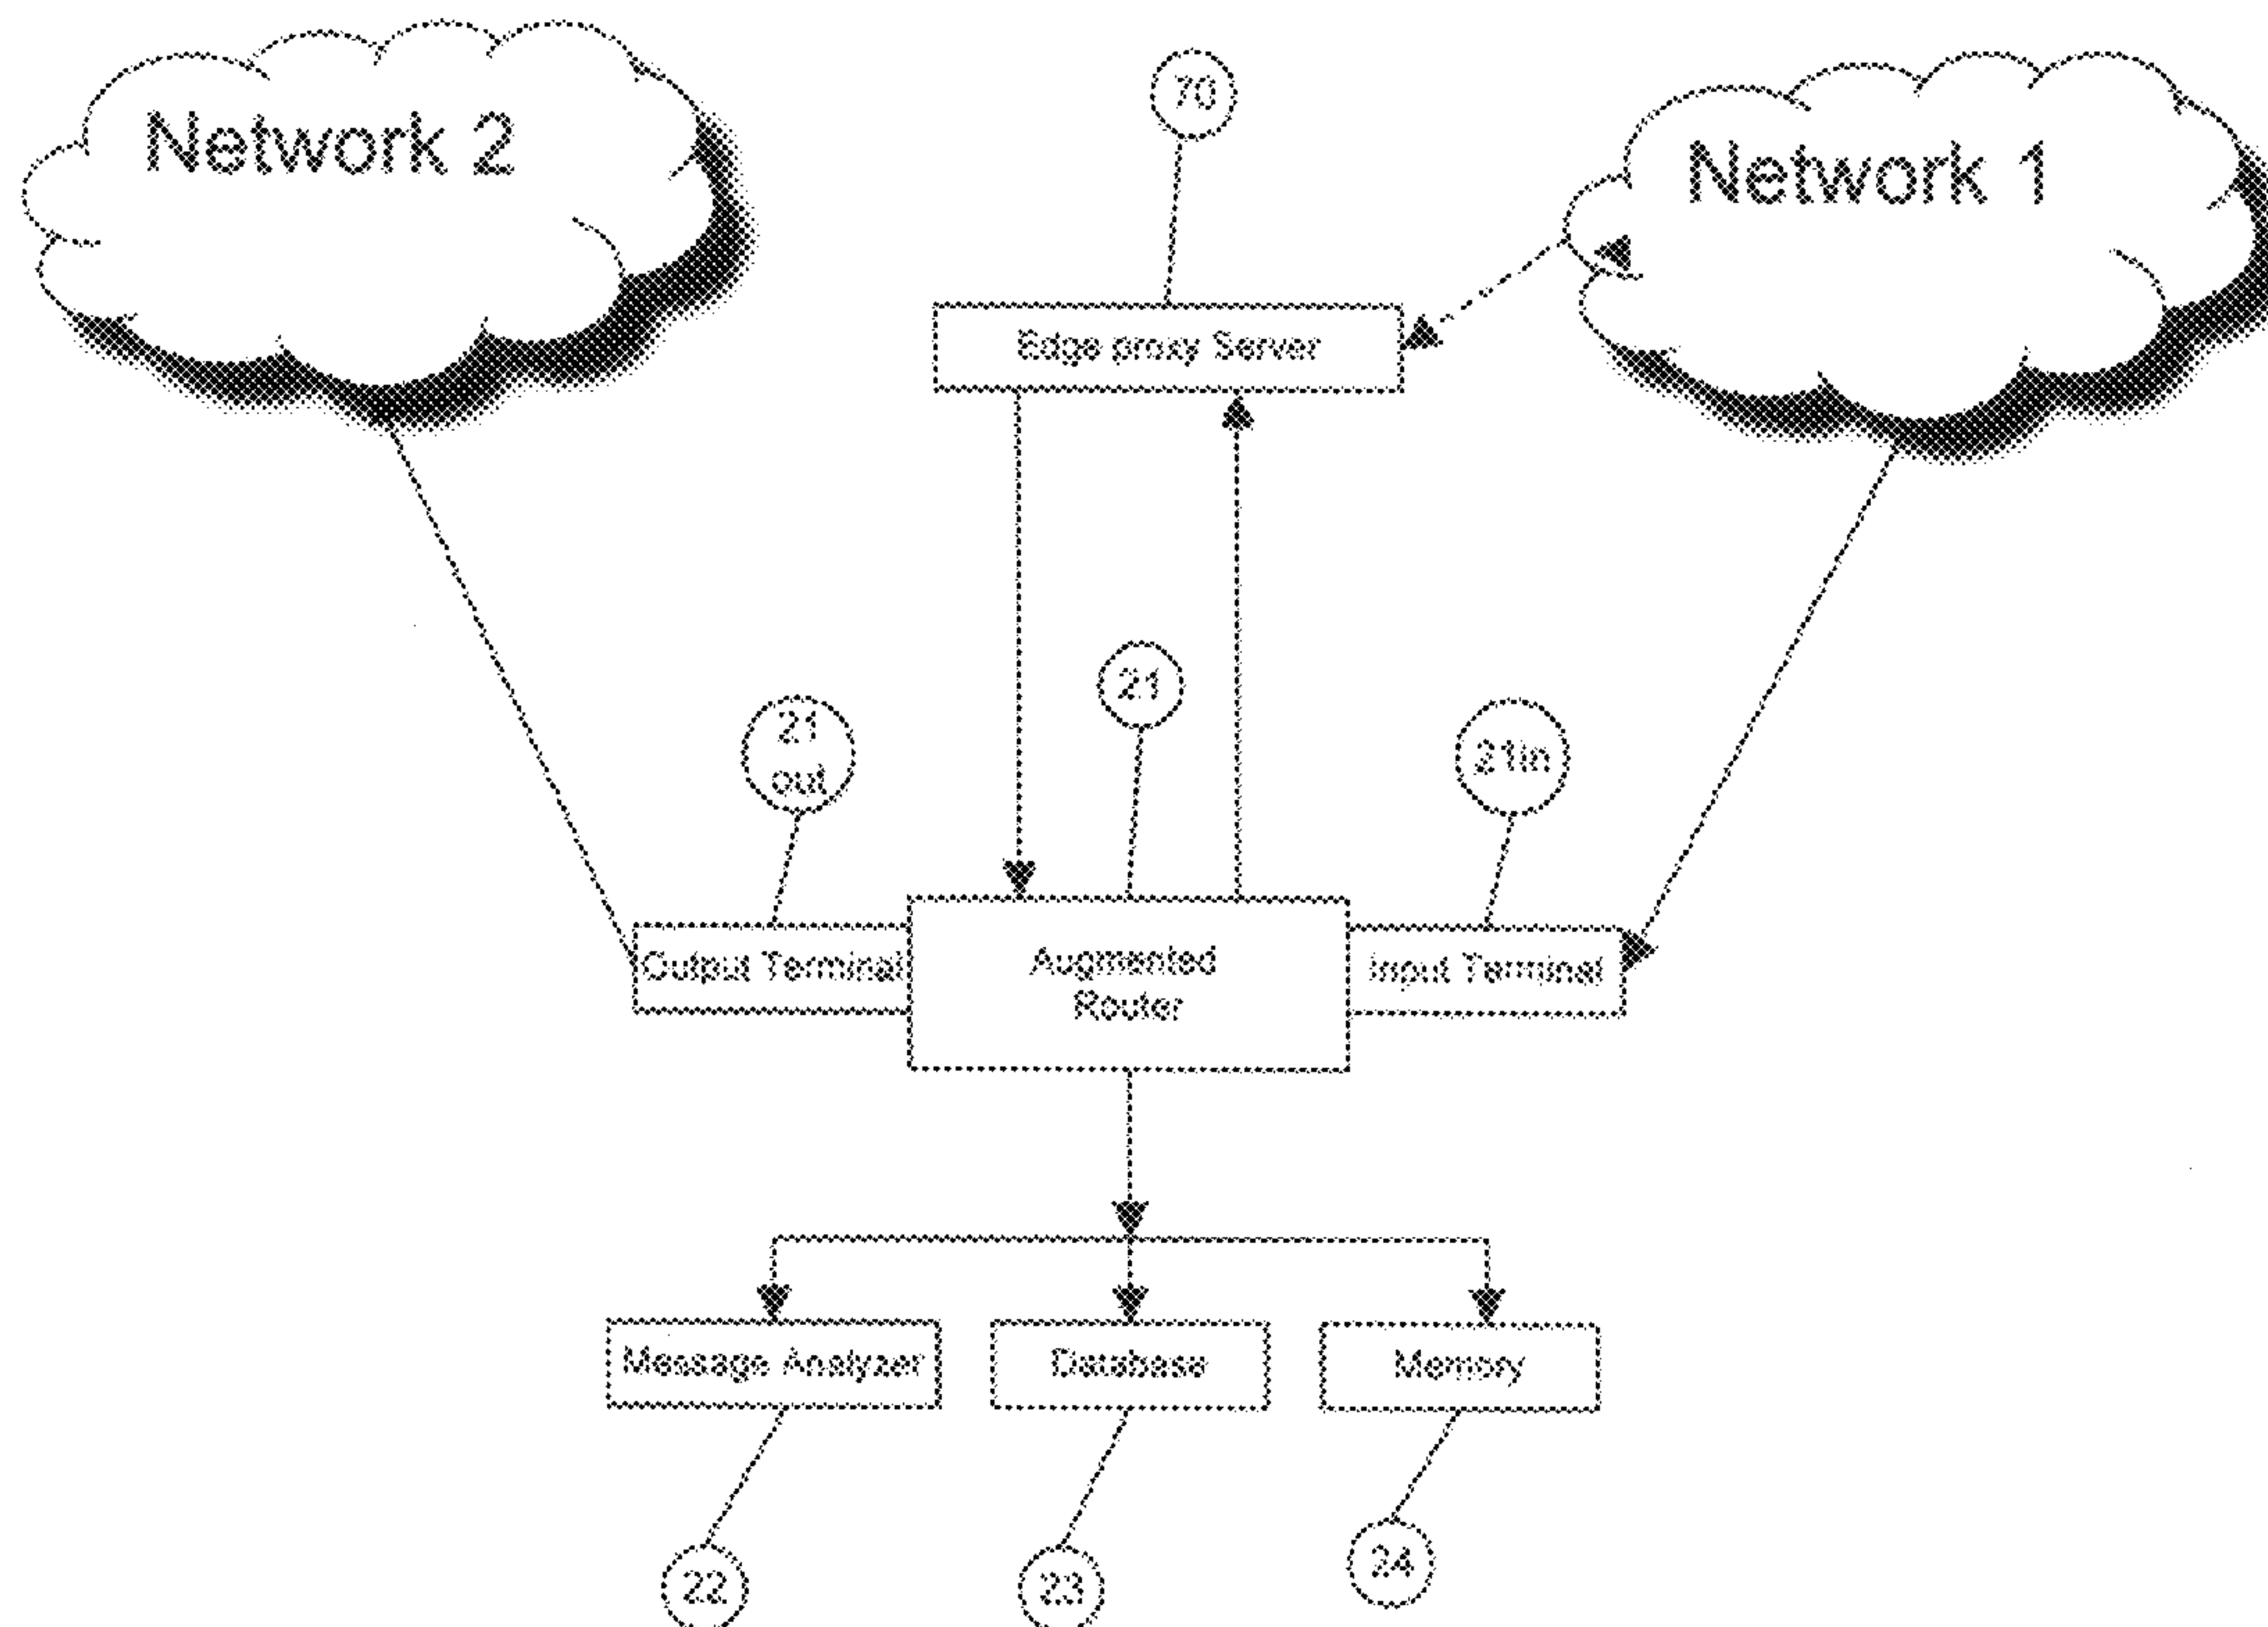 Network 2
70
Network 1
Edge proxy Server
21
21
out
21in
Output Terminal
Augmented
Router
Input Terminal
Message Analyzer
Database
Memory
22
23
24